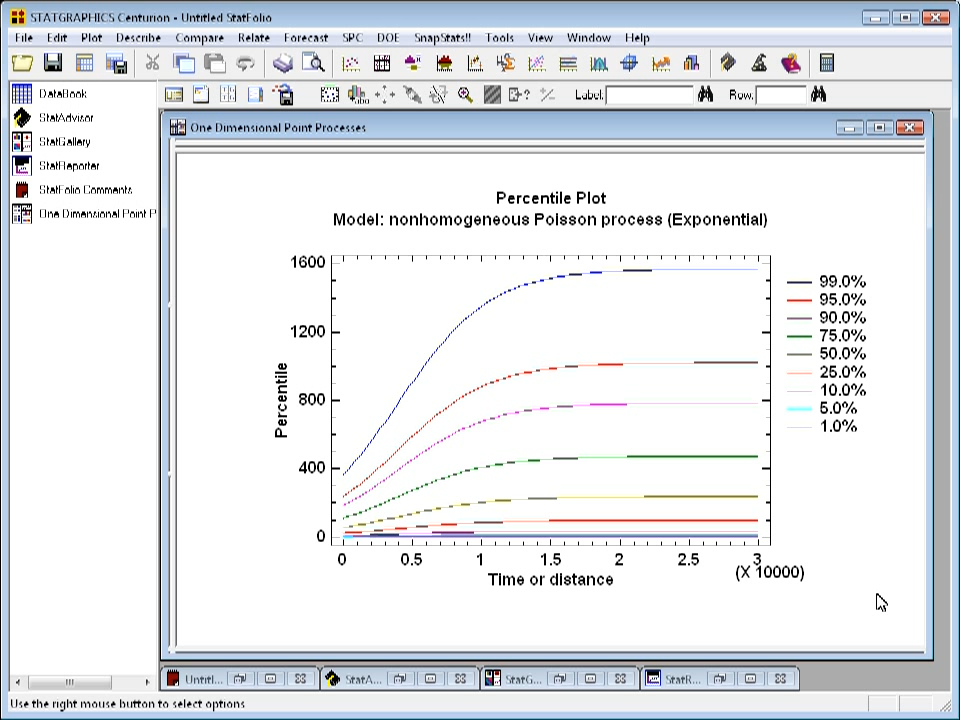 STATGRAPHICS Centurion - Untitled StatFolio
File Edit Plot Describe Compare Relate Forecast SPC DOE SnapStats!! Tools View Window Help
Label: Row:
DataBook
StatAdvisor
StatGallery
StatReporter
StatFolio Comments
One Dimensional Point P
One Dimensional Point Processes
Percentile Plot
Model: nonhomogeneous Poisson process (Exponential)
1600
1200
800
400
0
Percentile
0 0.5 1 1.5 2 2.5 3
(X 10000)
Time or distance
99.0%
95.0%
90.0%
75.0%
50.0%
25.0%
10.0%
5.0%
1.0%
Untitl... StatA... StatG... StatR...
Use the right mouse button to select options